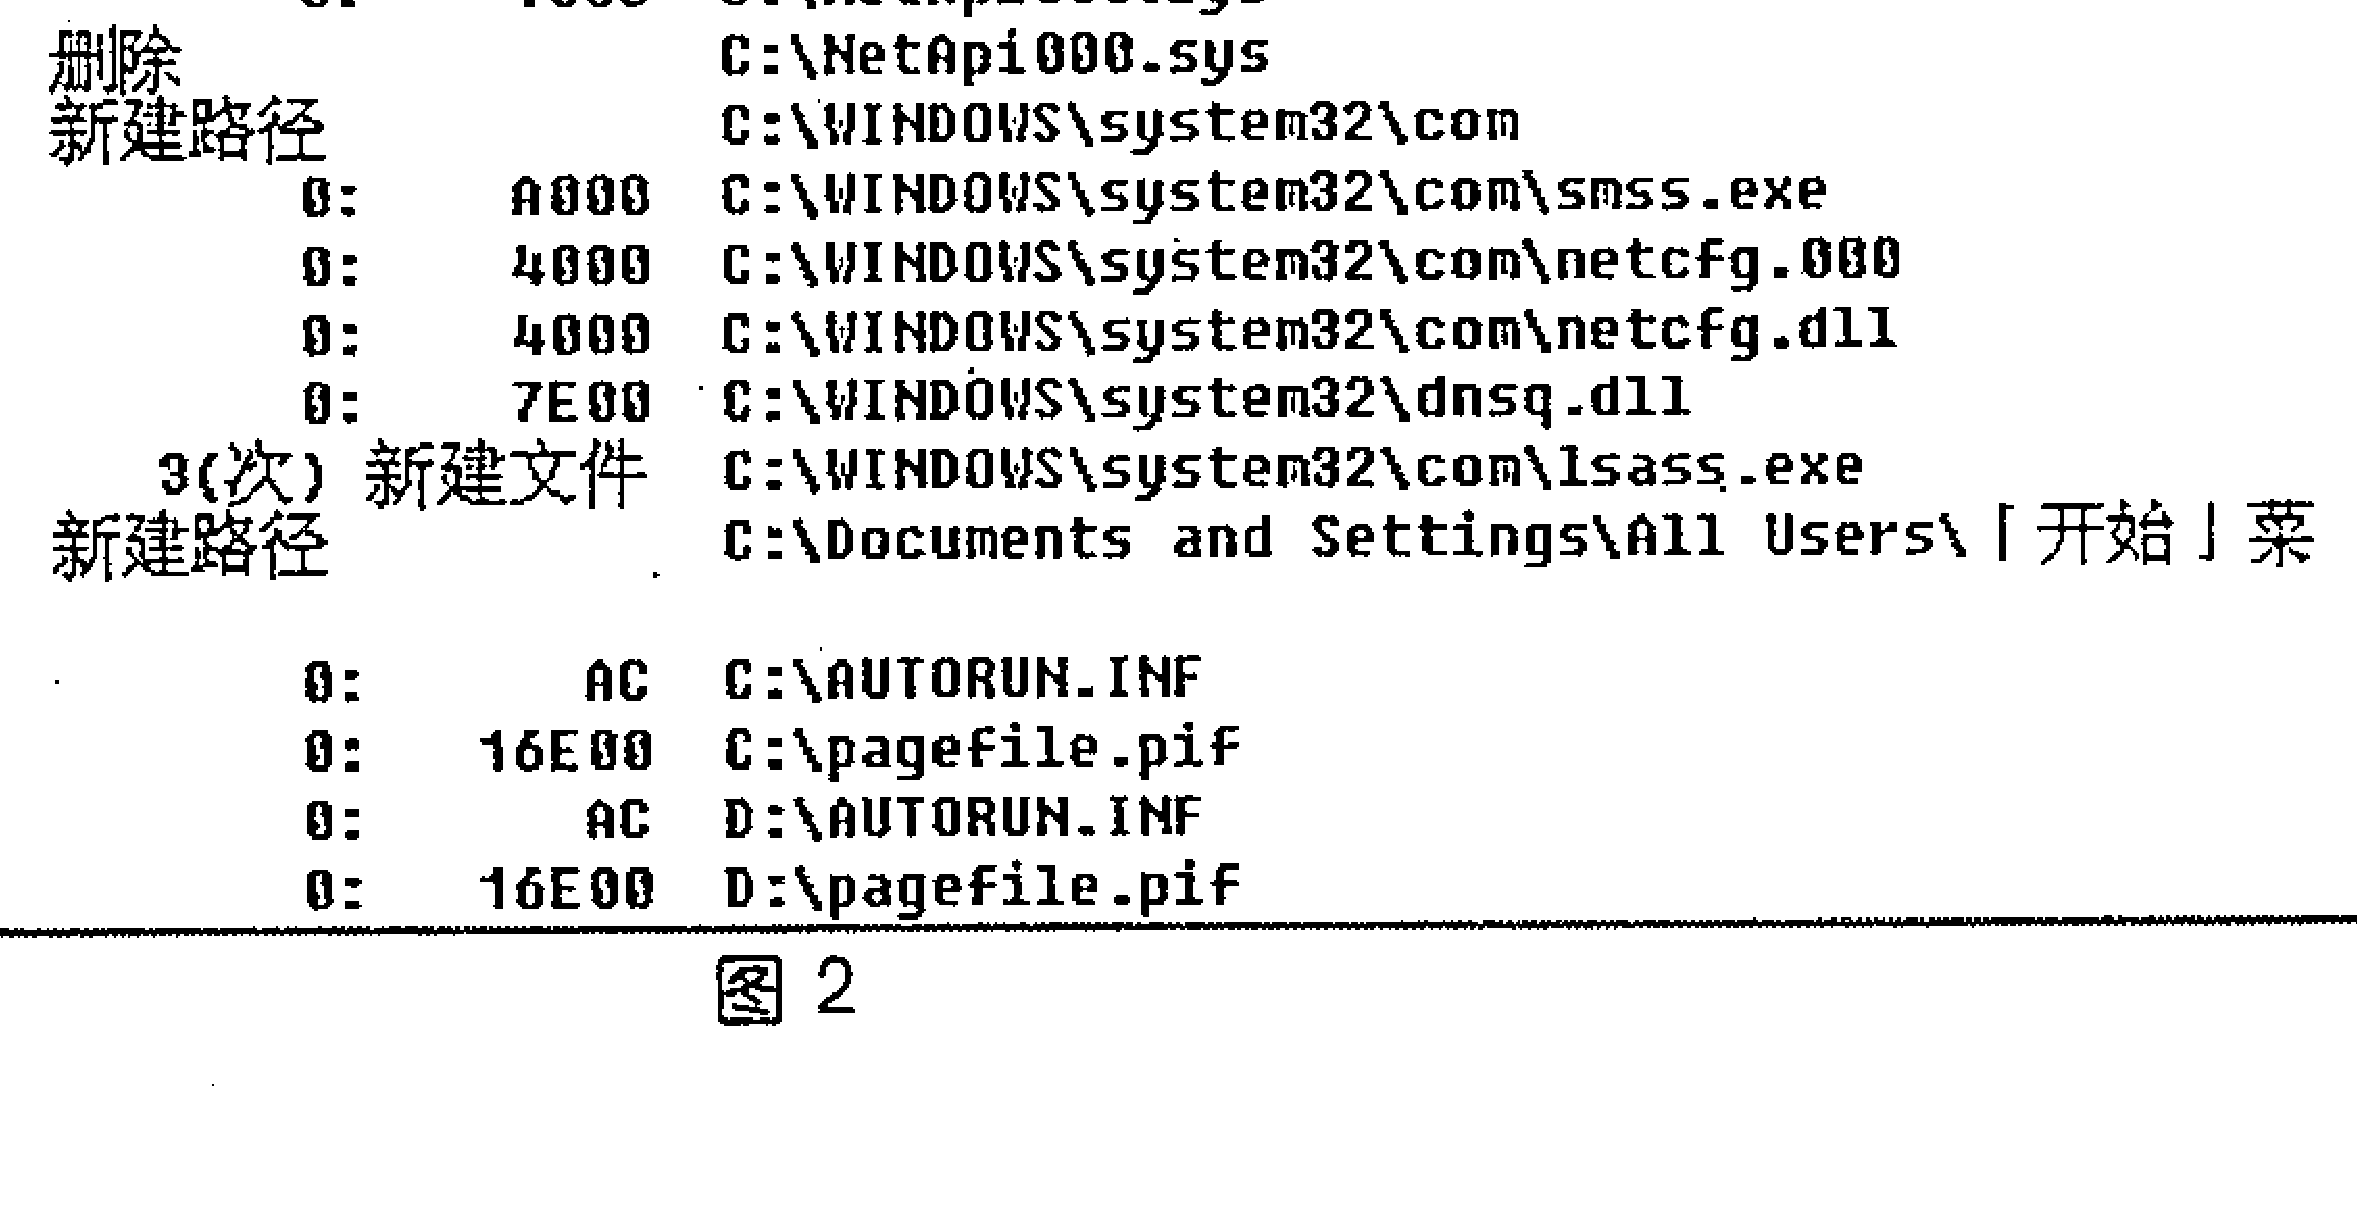 删除 C:\NetApi000.sys
新建路径 C:\WINDOWS\system32\com
0: A000 C:\WINDOWS\system32\com\smss.exe
0: 4000 C:\WINDOWS\system32\com\netcfg.000
0: 4000 C:\WINDOWS\system32\com\netcfg.dll
0: 7E00 C:\WINDOWS\system32\dnsq.dll
3(次) 新建文件 C:\WINDOWS\system32\com\lsass.exe
新建路径 C:\Documents and Settings\All Users\「开始」菜
0: AC C:\AUTORUN.INF
0: 16E00 C:\pagefile.pif
0: AC D:\AUTORUN.INF
0: 16E00 D:\pagefile.pif
图 2